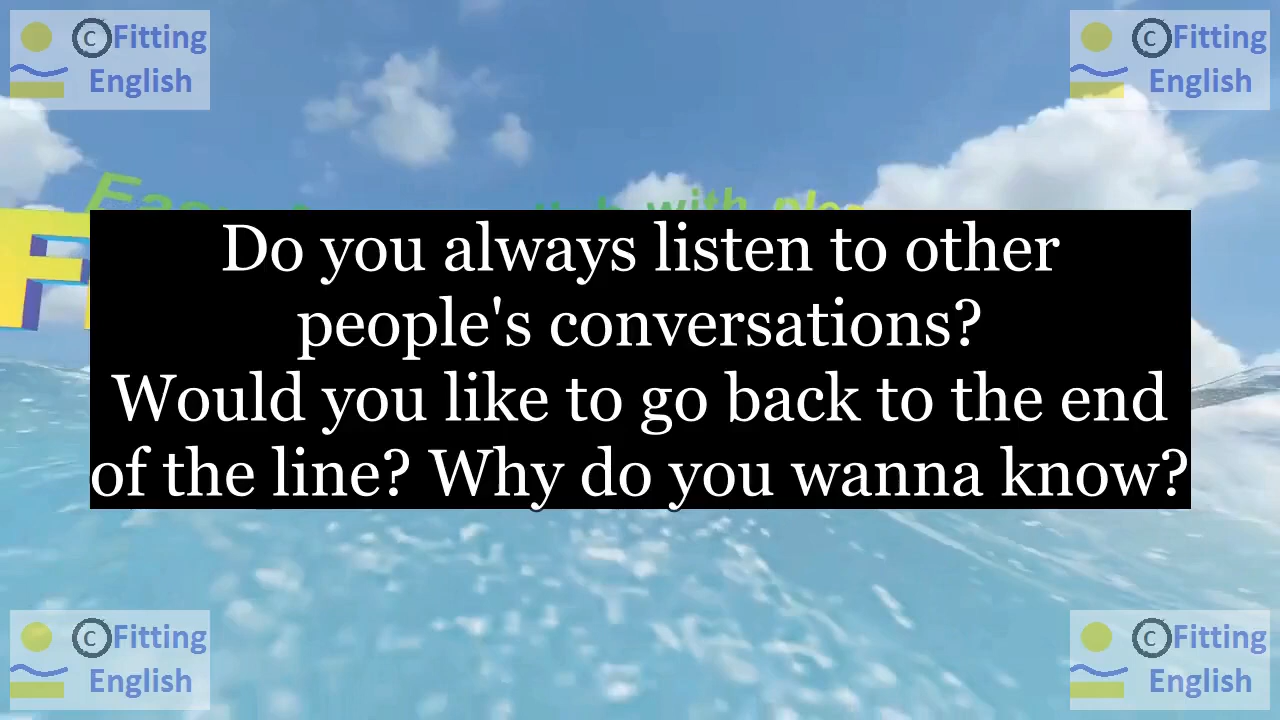 ©Fitting
English
©Fitting
English
with
F
Do you always listen to other
people's conversations?
Would you like to go back to the end
of the line? Why do you wanna know?
©Fitting
English
©Fitting
English